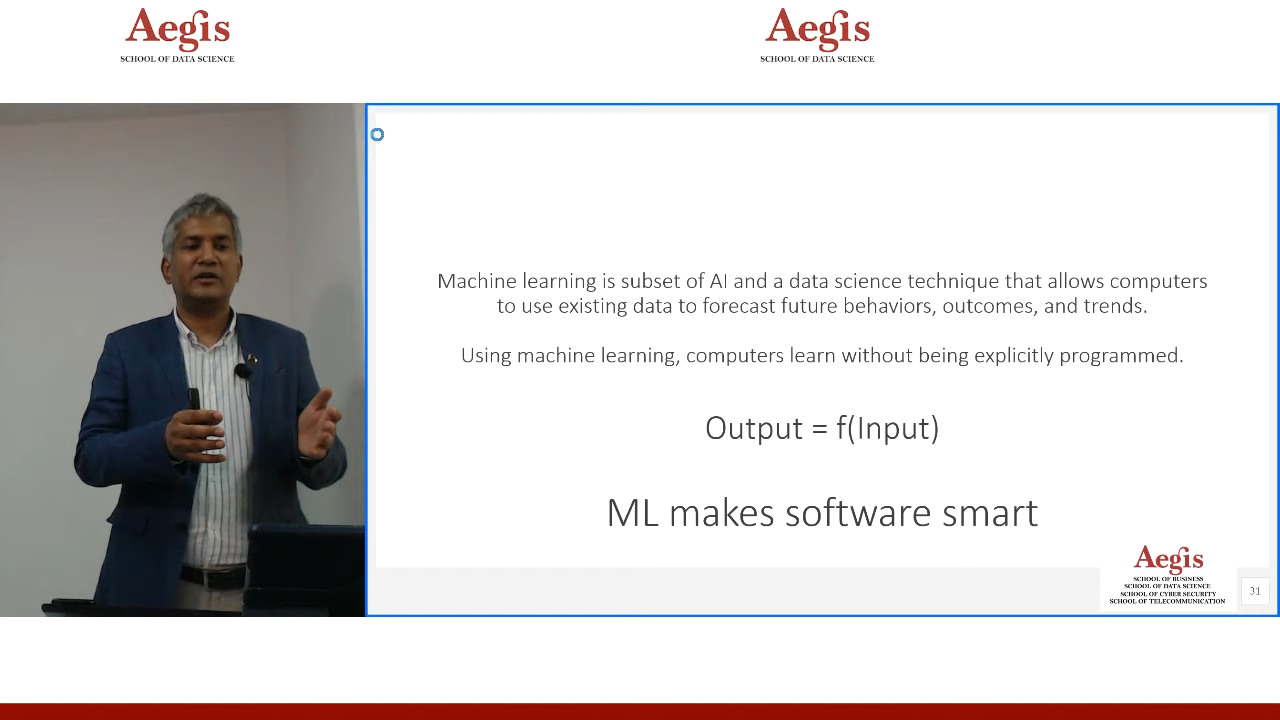 Aegis
SCHOOL OF DATA SCIENCE
Aegis
SCHOOL OF DATA SCIENCE
Machine learning is subset of AI and a data science technique that allows computers
to use existing data to forecast future behaviors, outcomes, and trends.
Using machine learning, computers learn without being explicitly programmed.
Output = f(Input)
ML makes software smart
Aegis
SCHOOL OF BUSINESS
SCHOOL OF DATA SCIENCE
SCHOOL OF CYBER SECURITY
SCHOOL OF TELECOMMUNICATION
31